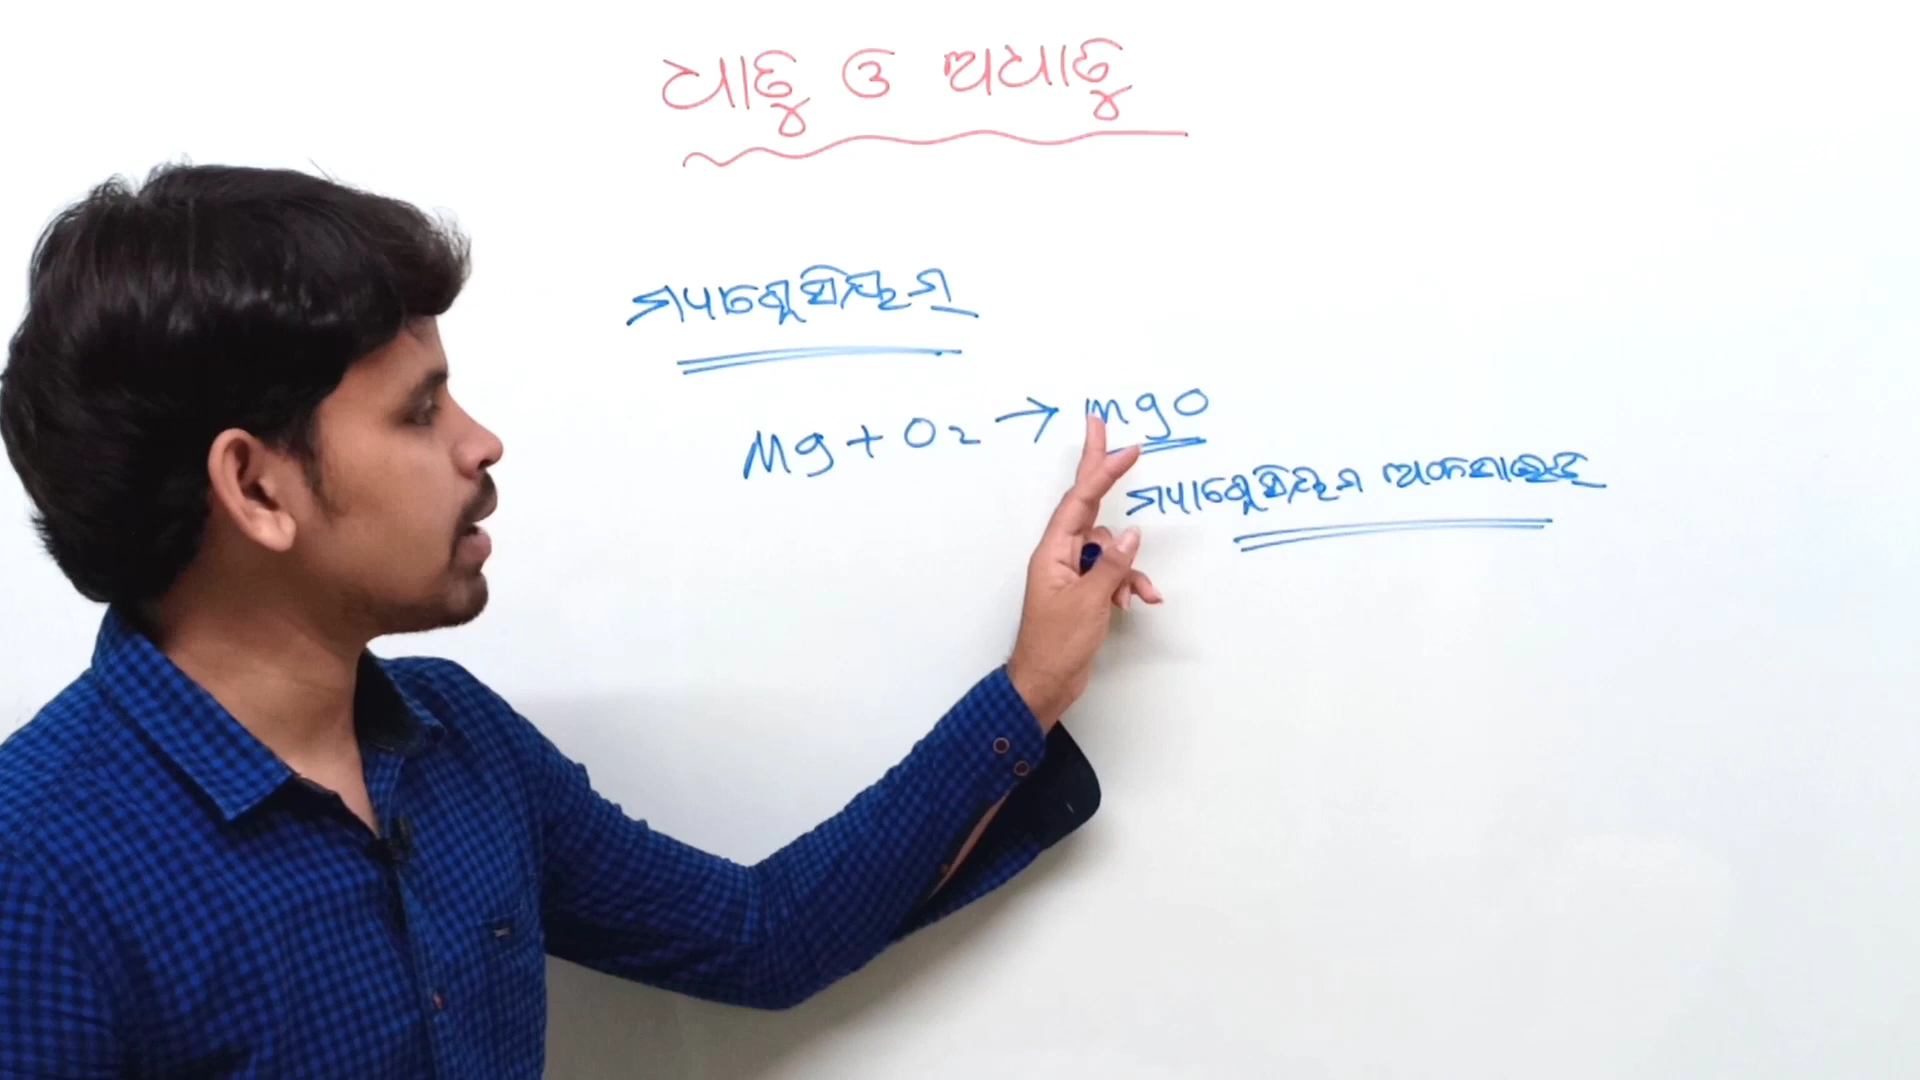 ଧାତୁ ଓ ଅଧାତୁ
ମ୍ୟାଗ୍ନେସିୟମ୍
Mg + O2 → MgO
ମ୍ୟାଗ୍ନେସିୟମ ଅକ୍ସାଇଡ୍